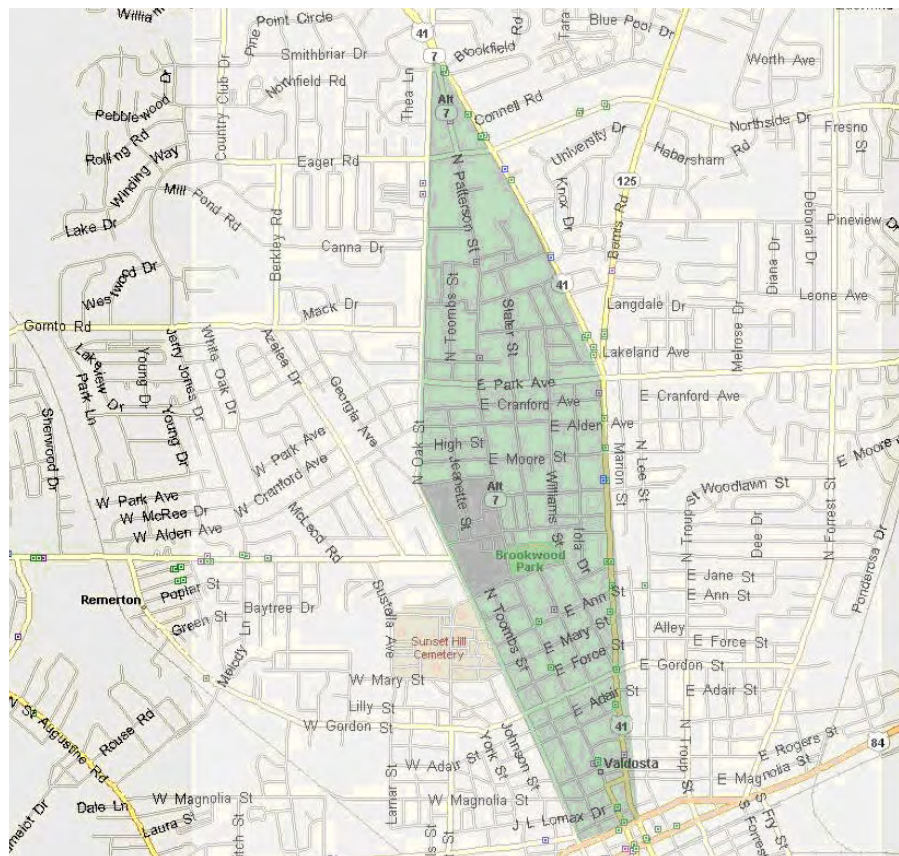 Point Circle
41
Blue Pool Dr
Smithbriar Dr
7
Brookfield
Rd
Worth Ave
Country Club Dr
Northfield Rd
Thea Ln
Alt
7
Connell Rd
Pebblewood
Northside Dr
Fresno
St
Rolling Rd
Winding Way
Eager Rd
University Dr
Habersham
Rd
N Patterson St
Knox Dr
125
Mill
Pond Rd
Lake Dr
Berkley Rd
Canna Dr
Bemis Rd
Deborah Dr
Pineview
Diana Dr
Westwood Dr
41
Langdale Dr
Leone Ave
Mack Dr
N Toombs St
Slater St
Gornto Rd
Lakeland Ave
Melrose Dr
Lakeview Dr
Park Ln
Young Dr
Jerry Jones Dr
White Oak Dr
Azalea Dr
Georgia Ave
E Park Ave
E Cranford Ave
E Cranford Ave
Sherwood Dr
Young Dr
N Oak St
E Alden Ave
High St
E Moore St
Marion St
N Lee St
E Moore
W Park Ave
W Cranford Ave
Jeanette St
Alt
7
Williams St
Woodlawn St
W Park Ave
W McRee Dr
W Alden Ave
McLeod Rd
N Troup St
Dee Dr
N Forrest St
Iola Dr
Brookwood
Park
Ponderosa Dr
Poplar St
E Jane St
E Ann St
E Ann St
Remerton
Green St
Baytree Dr
Sustalls Ave
N Toombs St
E Mary St
Alley
Melody Ln
Sunset Hill
Cemetery
E Force St
E Force St
E Gordon St
W Mary St
E Adair St
E Adair St
N St Augustine Rd
Rouse Rd
Lilly St
W Gordon St
Johnson St
York St
41
N Troup St
E Rogers St
84
W Adair St
Valdosta
E Magnolia St
Dale Ln
W Magnolia St
Lamar St
W Magnolia St
S Fry St
Laura St
J L Lomax Dr